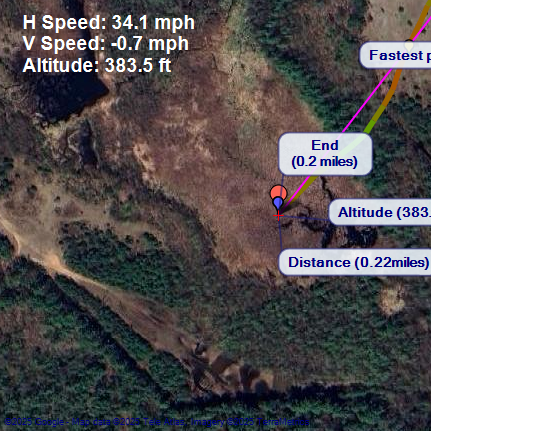 H Speed: 34.1 mph
V Speed: -0.7 mph
Altitude: 383.5 ft
Fastest p
End
(0.2 miles)
Altitude (383.
Distance (0.22miles)